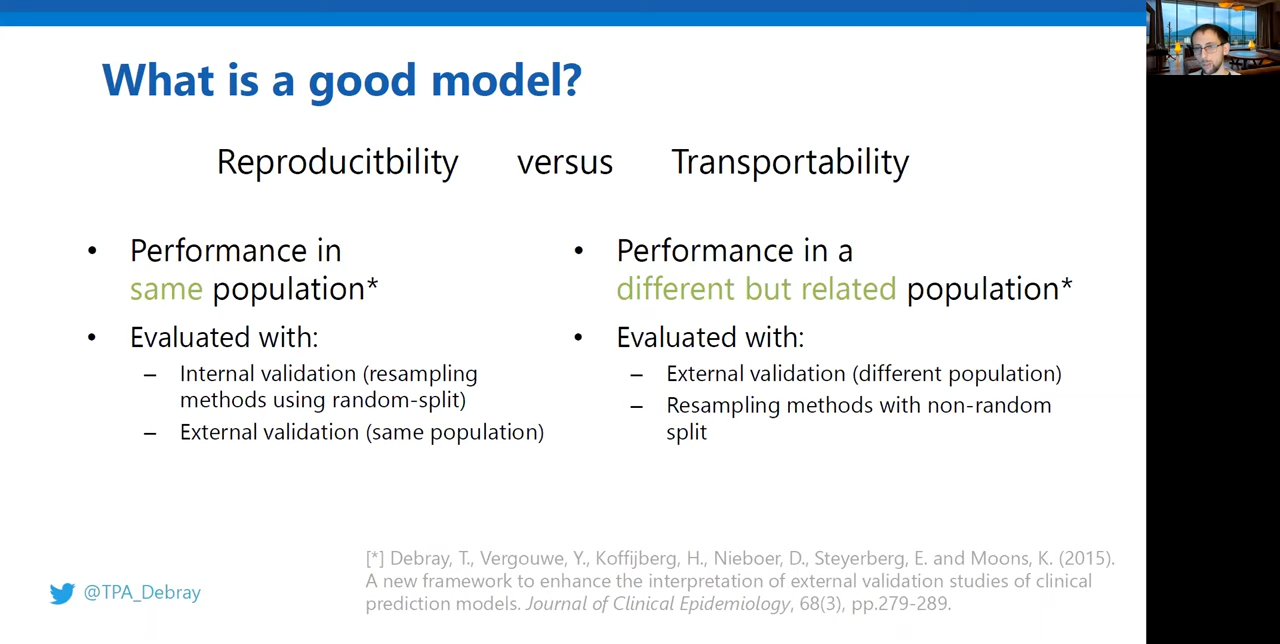 What is a good model?
Reproducitbility versus Transportability
• Performance in
same population*
• Evaluated with:
– Internal validation (resampling
methods using random-split)
– External validation (same population)
• Performance in a
different but related population*
• Evaluated with:
– External validation (different population)
– Resampling methods with non-random
split
[*] Debray, T., Vergouwe, Y., Koffijberg, H., Nieboer, D., Steyerberg, E. and Moons, K. (2015).
A new framework to enhance the interpretation of external validation studies of clinical
prediction models. Journal of Clinical Epidemiology, 68(3), pp.279-289.
@TPA_Debray